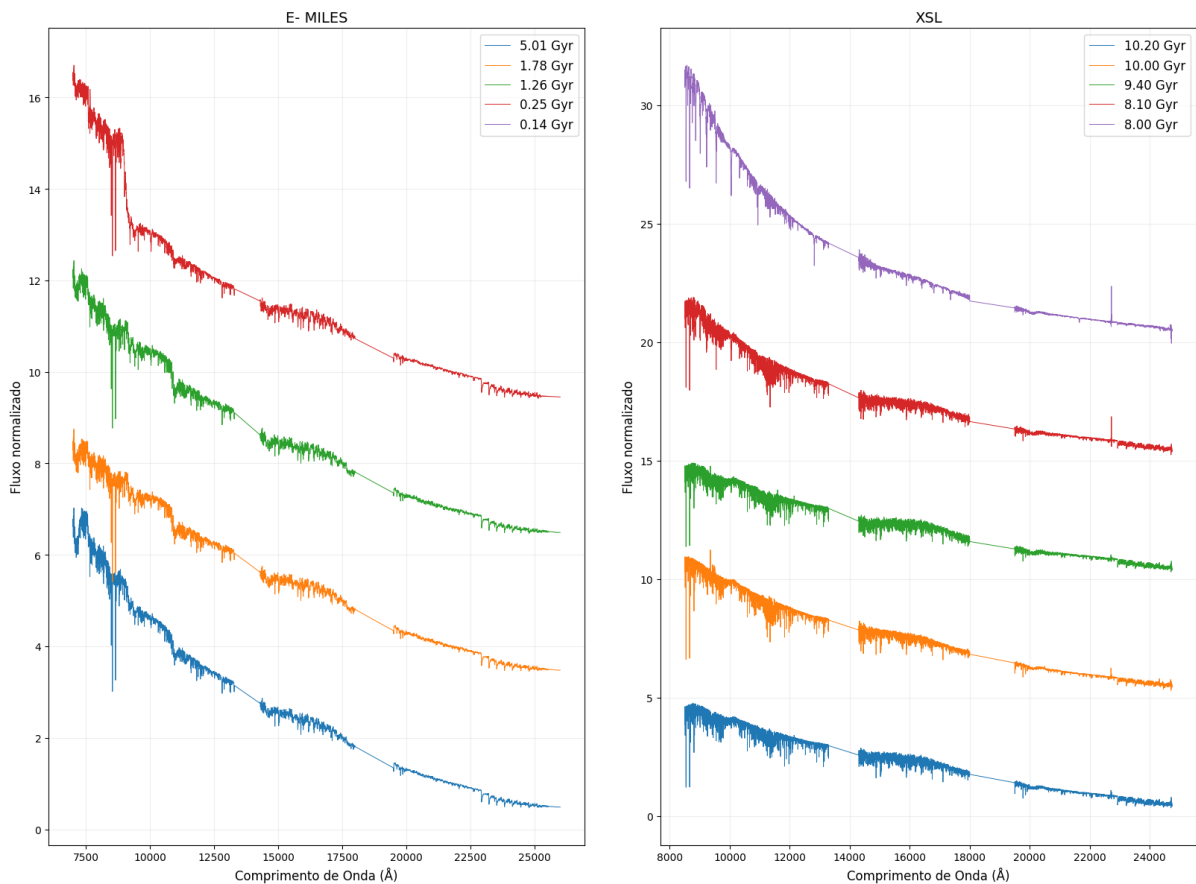 E- MILES
5.01 Gyr
1.78 Gyr
1.26 Gyr
0.25 Gyr
0.14 Gyr
Fluxo normalizado
16
14
12
10
8
6
4
2
0
7500 10000 12500 15000 17500 20000 22500 25000
Comprimento de Onda (Å)
XSL
10.20 Gyr
10.00 Gyr
9.40 Gyr
8.10 Gyr
8.00 Gyr
Fluxo normalizado
30
25
20
15
10
5
0
8000 10000 12000 14000 16000 18000 20000 22000 24000
Comprimento de Onda (Å)